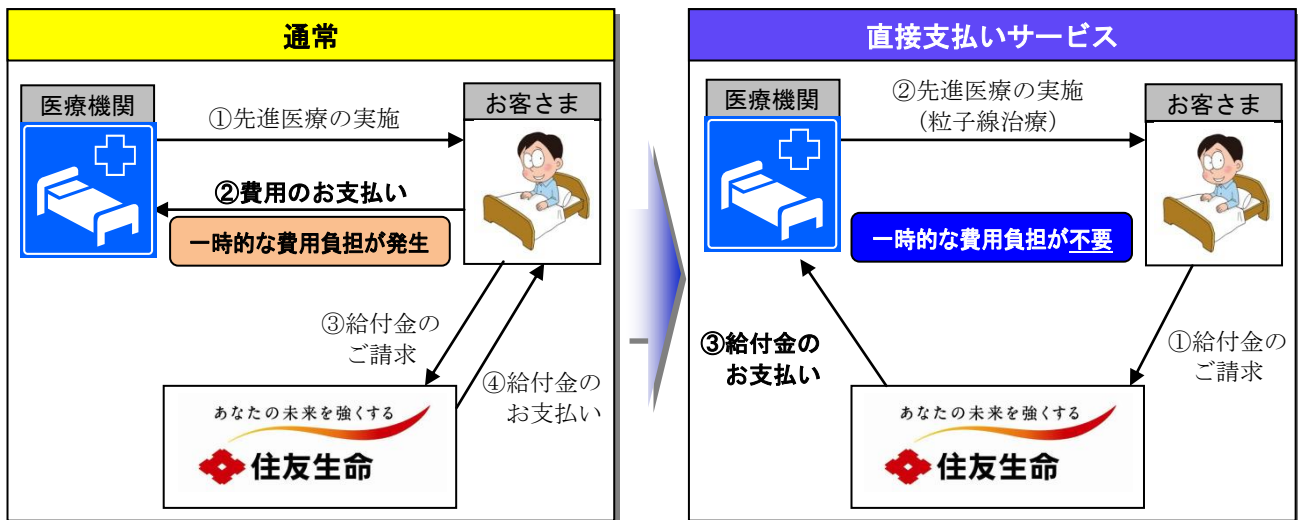 通常
医療機関
お客さま
①先進医療の実施
②費用のお支払い
一時的な費用負担が発生
③給付金の
ご請求
④給付金の
お支払い
あなたの未来を強くする
住友生命
直接支払いサービス
医療機関
お客さま
②先進医療の実施
（粒子線治療）
一時的な費用負担が不要
③給付金の
お支払い
①給付金の
ご請求
あなたの未来を強くする
住友生命